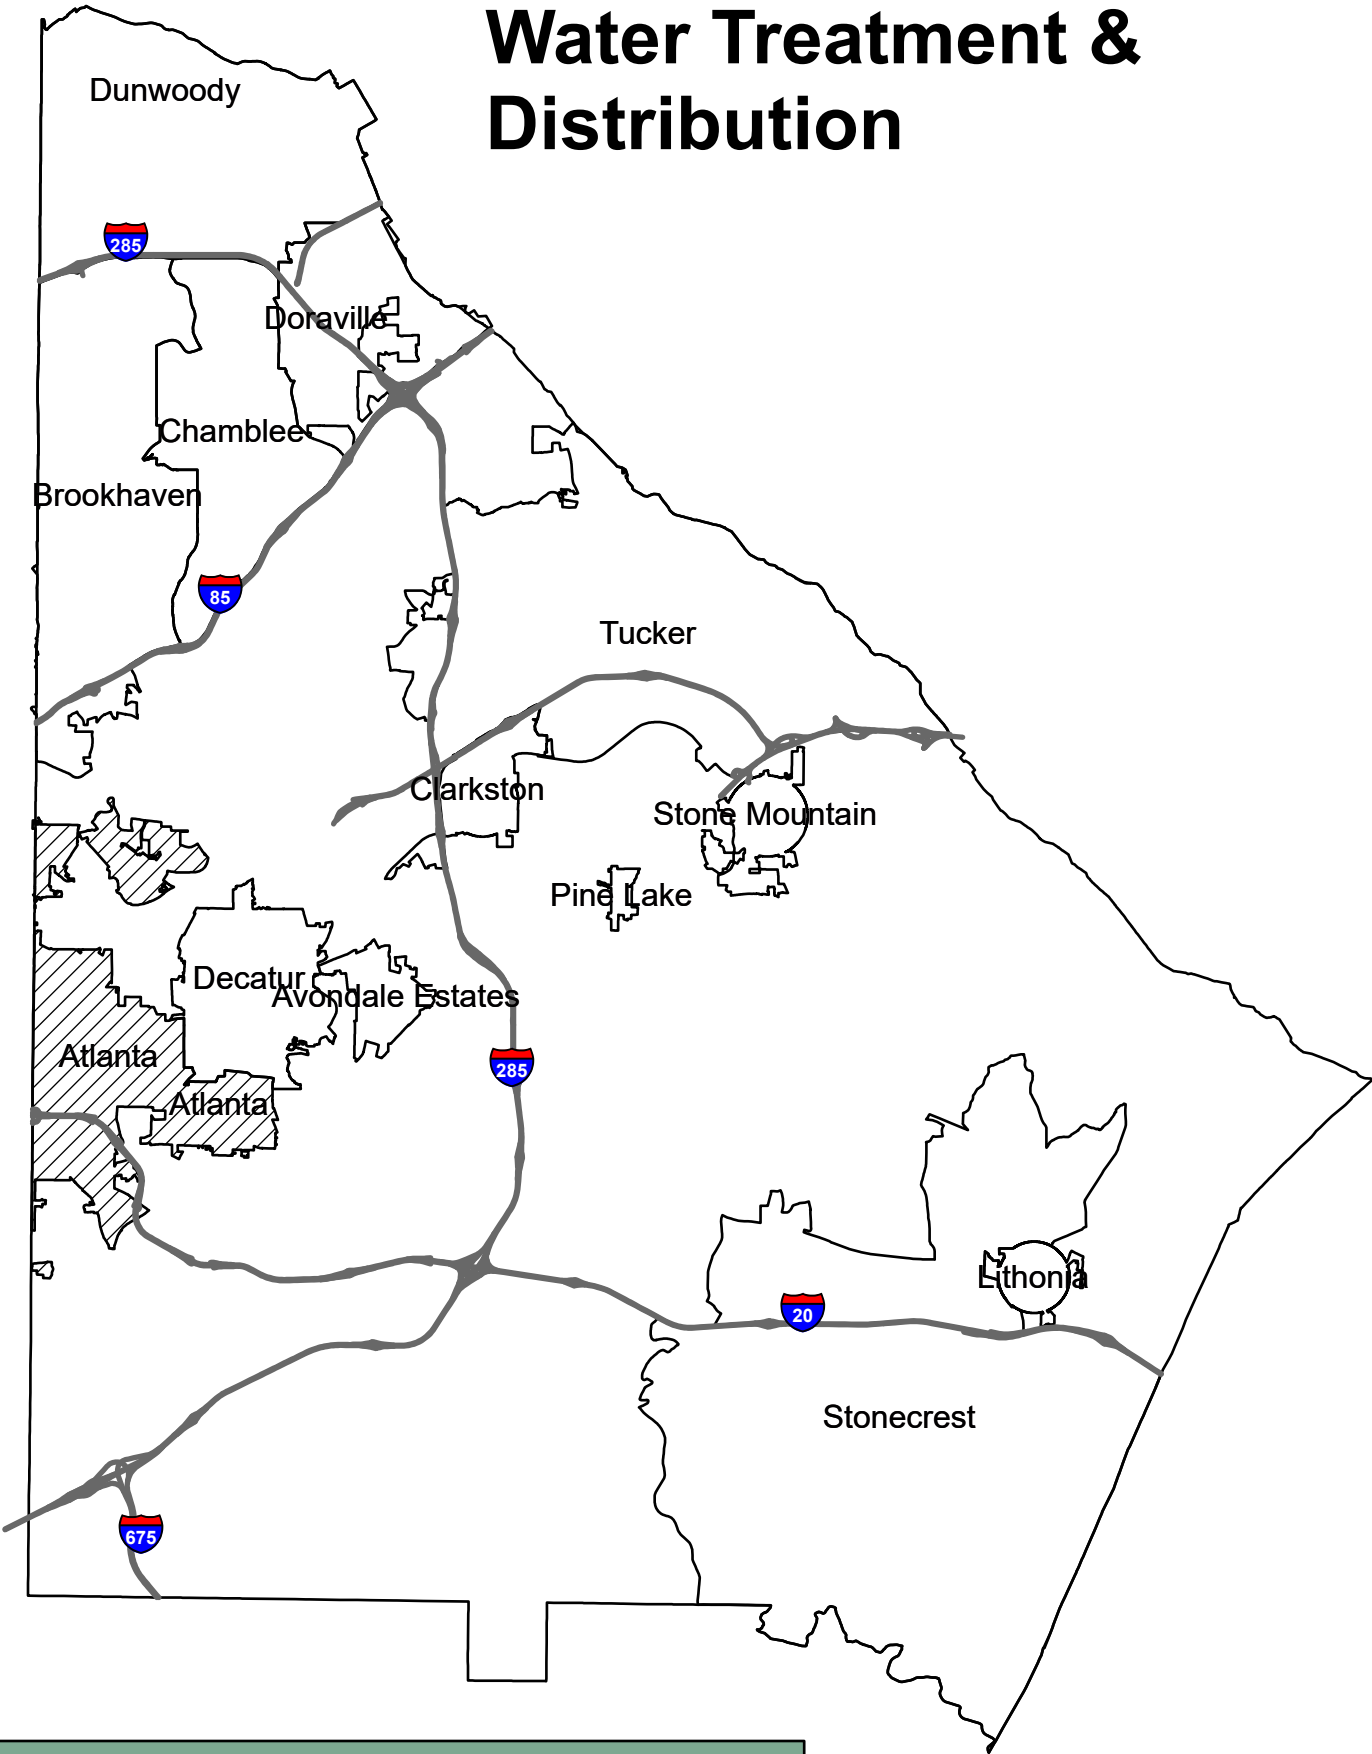 Water Treatment &
Distribution
Dunwoody
285
Doraville
Chamblee
Brookhaven
85
Tucker
Clarkston
Stone Mountain
Pine Lake
Decatur
Avondale Estates
Atlanta
285
Atlanta
Lithonia
20
Stonecrest
675